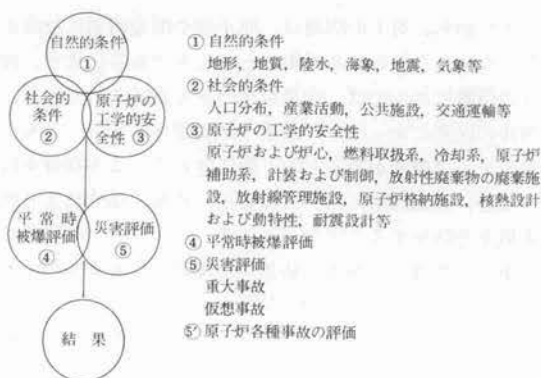 自然的条件
①
社会的
条件
②
原子炉の
工学的安
全性 ③
平常時
被爆評価
④
災害評価
⑤
結果
① 自然的条件
地形，地質，陸水，海象，地震，気象等
② 社会的条件
人口分布，産業活動，公共施設，交通運輸等
③ 原子炉の工学的安全性
原子炉および炉心，燃料取扱系，冷却系，原子炉
補助系，計装および制御，放射性廃棄物の廃棄施
設，放射線管理施設，原子炉格納施設，核熱設計
および動特性，耐震設計等
④ 平常時被爆評価
⑤ 災害評価
重大事故
仮想事故
⑤′ 原子炉各種事故の評価